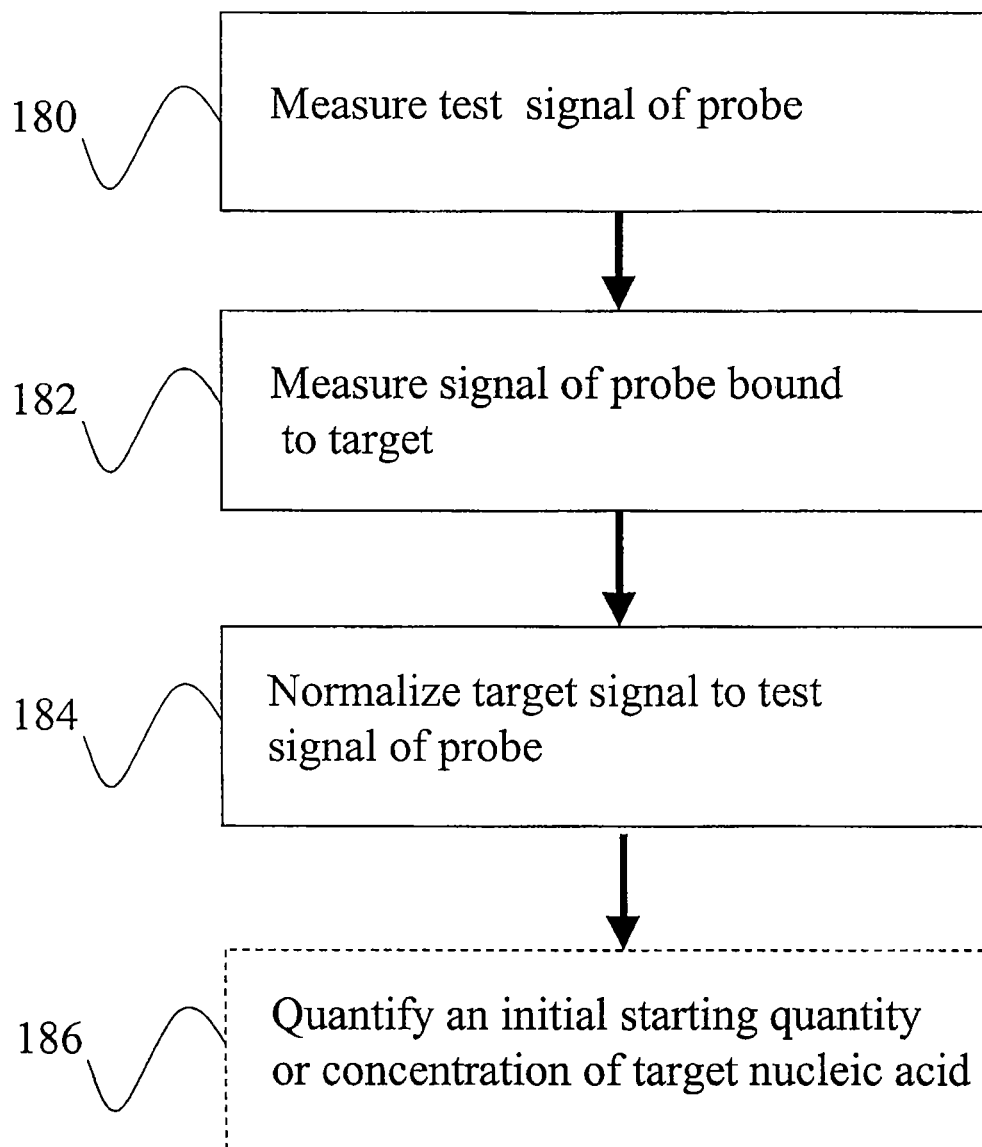 180
Measure test signal of probe
182
Measure signal of probe bound
to target
184
Normalize target signal to test
signal of probe
186
Quantify an initial starting quantity
or concentration of target nucleic acid